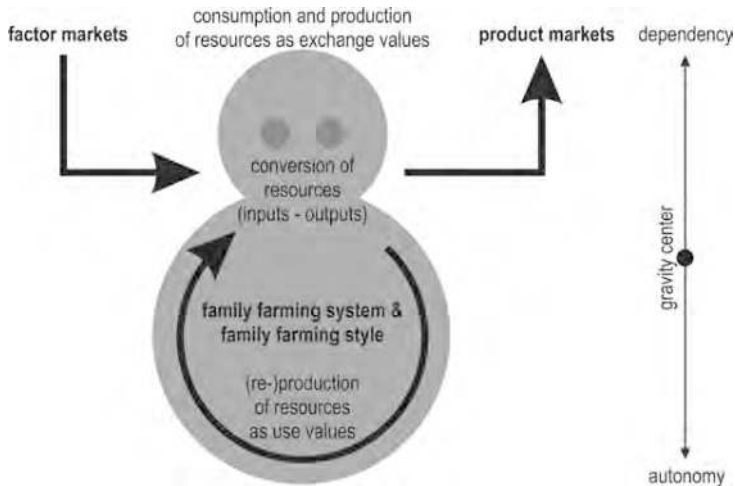 consumption and production
of resources as exchange values
factor markets
product markets
dependency
conversion of
resources
(inputs - outputs)
gravity center
family farming system &
family farming style
(re-)production
of resources
as use values
autonomy